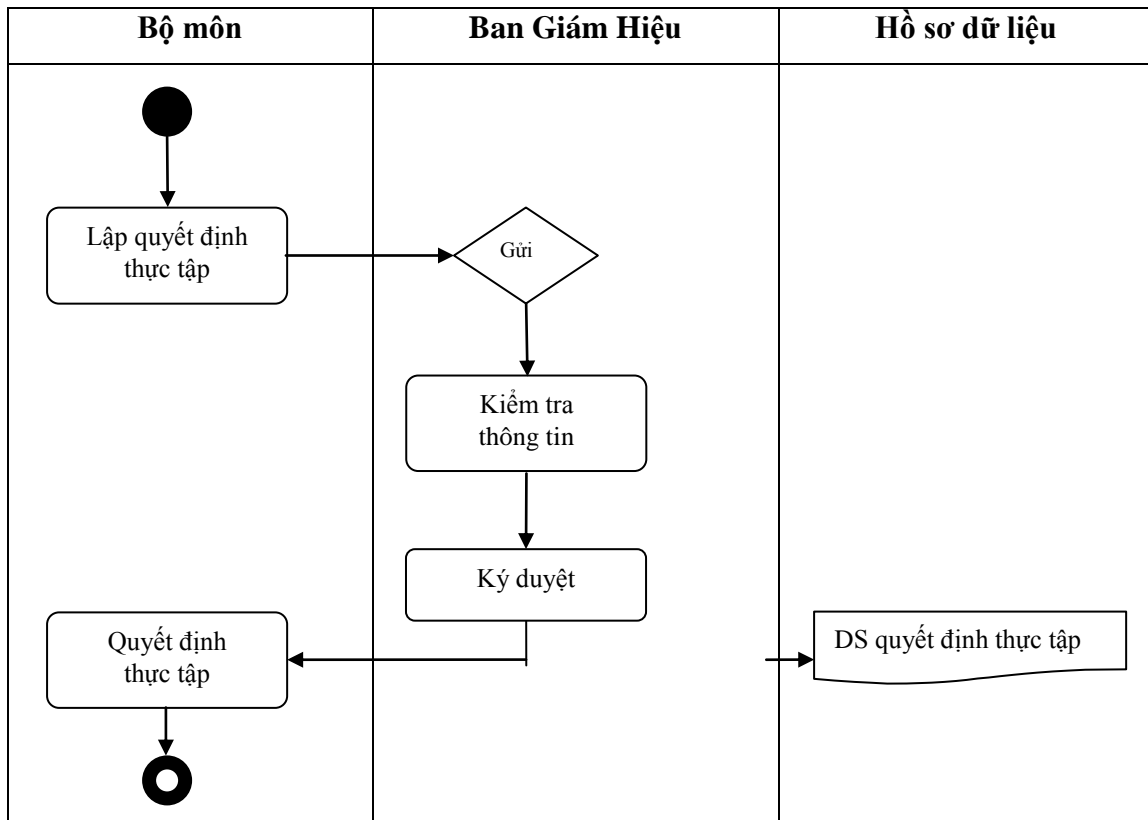 Bộ môn
Ban Giám Hiệu
Hồ sơ dữ liệu
Lập quyết định
thực tập
Gửi
Kiểm tra
thông tin
Ký duyệt
Quyết định
thực tập
DS quyết định thực tập